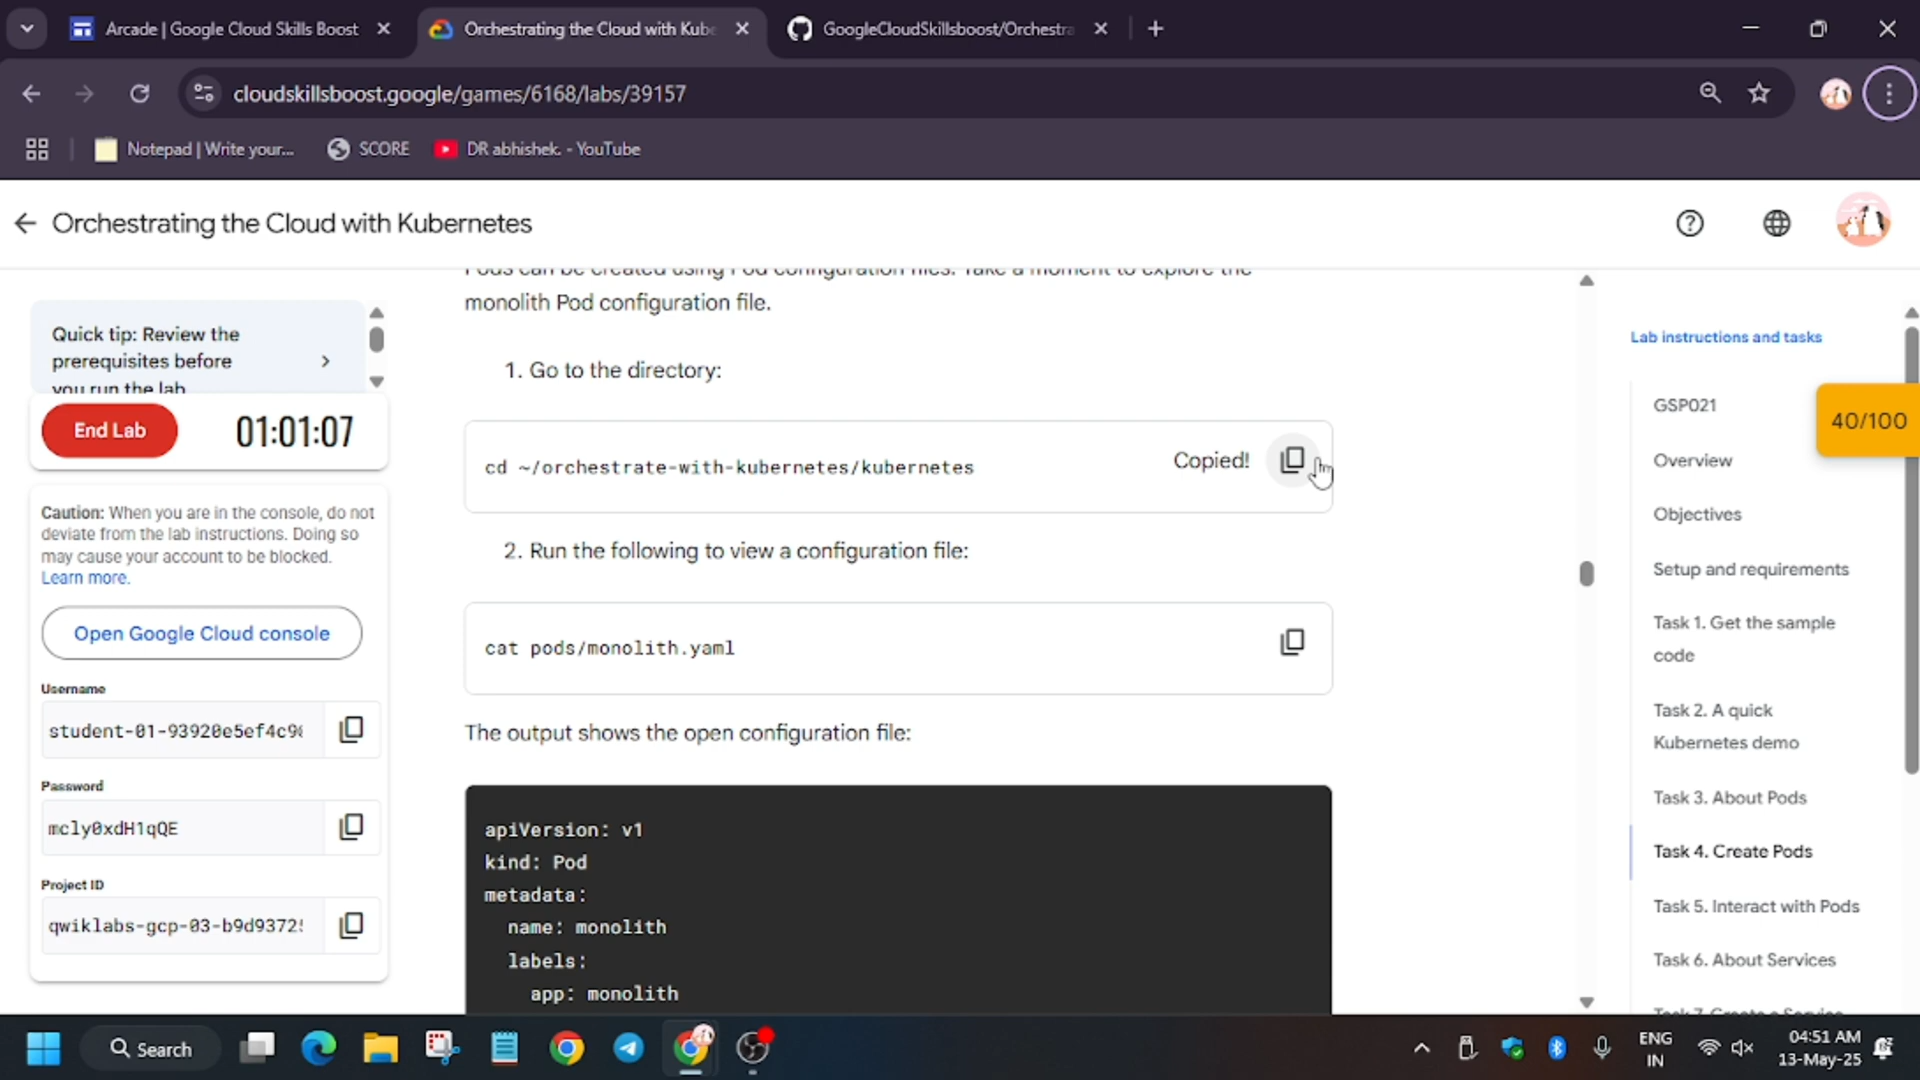 Arcade | Google Cloud Skills Boost
Orchestrating the Cloud with Kube
GoogleCloudSkillsboost/Orchestra
cloudskillsboost.google/games/6168/labs/39157
Notepad | Write your...
SCORE
DR abhishek. - YouTube
Orchestrating the Cloud with Kubernetes
Quick tip: Review the
prerequisites before
you run the lab
End Lab
01:01:07
Caution: When you are in the console, do not
deviate from the lab instructions. Doing so
may cause your account to be blocked.
Learn more.
Open Google Cloud console
Username
student-01-93920e5ef4c9
Password
mcly0xdH1qQE
Project ID
qwiklabs-gcp-03-b9d9372
Pods can be created using Pod configuration files. Take a moment to explore the
monolith Pod configuration file.
1. Go to the directory:
cd ~/orchestrate-with-kubernetes/kubernetes
Copied!
2. Run the following to view a configuration file:
cat pods/monolith.yaml
The output shows the open configuration file:
apiVersion: v1
kind: Pod
metadata:
name: monolith
labels:
app: monolith
Lab instructions and tasks
GSP021
40/100
Overview
Objectives
Setup and requirements
Task 1. Get the sample
code
Task 2. A quick
Kubernetes demo
Task 3. About Pods
Task 4. Create Pods
Task 5. Interact with Pods
Task 6. About Services
Task 7. Create a Service
Search
ENG
IN
04:51 AM
13-May-25